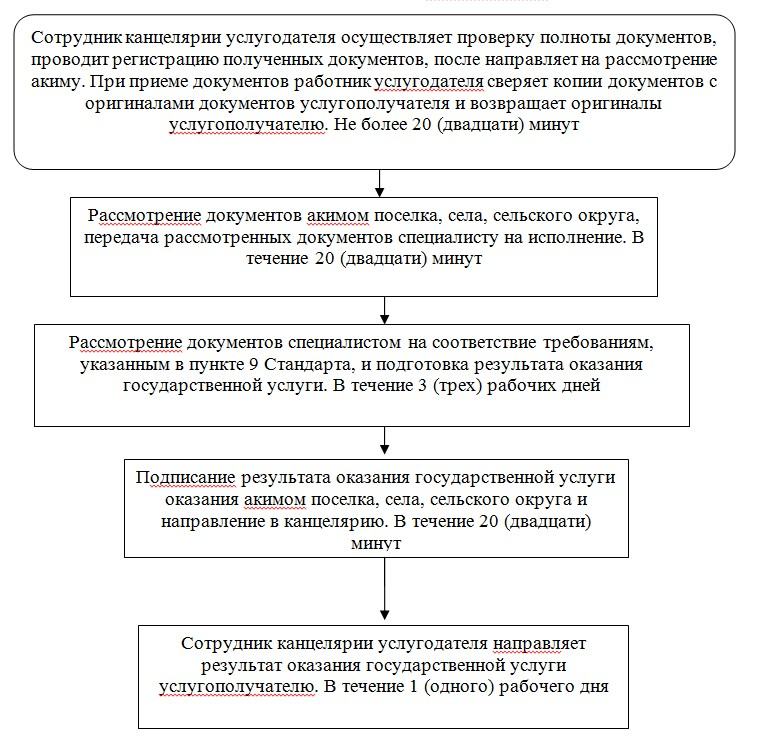 Сотрудник канцелярии услугодателя осуществляет проверку полноты документов,
проводит регистрацию полученных документов, после направляет на рассмотрение
акиму. При приеме документов работник услугодателя сверяет копии документов с
оригиналами документов услугополучателя и возвращает оригиналы
услугополучателю. Не более 20 (двадцати) минут
Рассмотрение документов акимом поселка, села, сельского округа,
передача рассмотренных документов специалисту на исполнение. В
течение 20 (двадцати) минут
Рассмотрение документов специалистом на соответствие требованиям,
указанным в пункте 9 Стандарта, и подготовка результата оказания
государственной услуги. В течение 3 (трех) рабочих дней
Подписание результата оказания государственной услуги
оказания акимом поселка, села, сельского округа и
направление в канцелярию. В течение 20 (двадцати)
минут
Сотрудник канцелярии услугодателя направляет
результат оказания государственной услуги
услугополучателю. В течение 1 (одного) рабочего дня